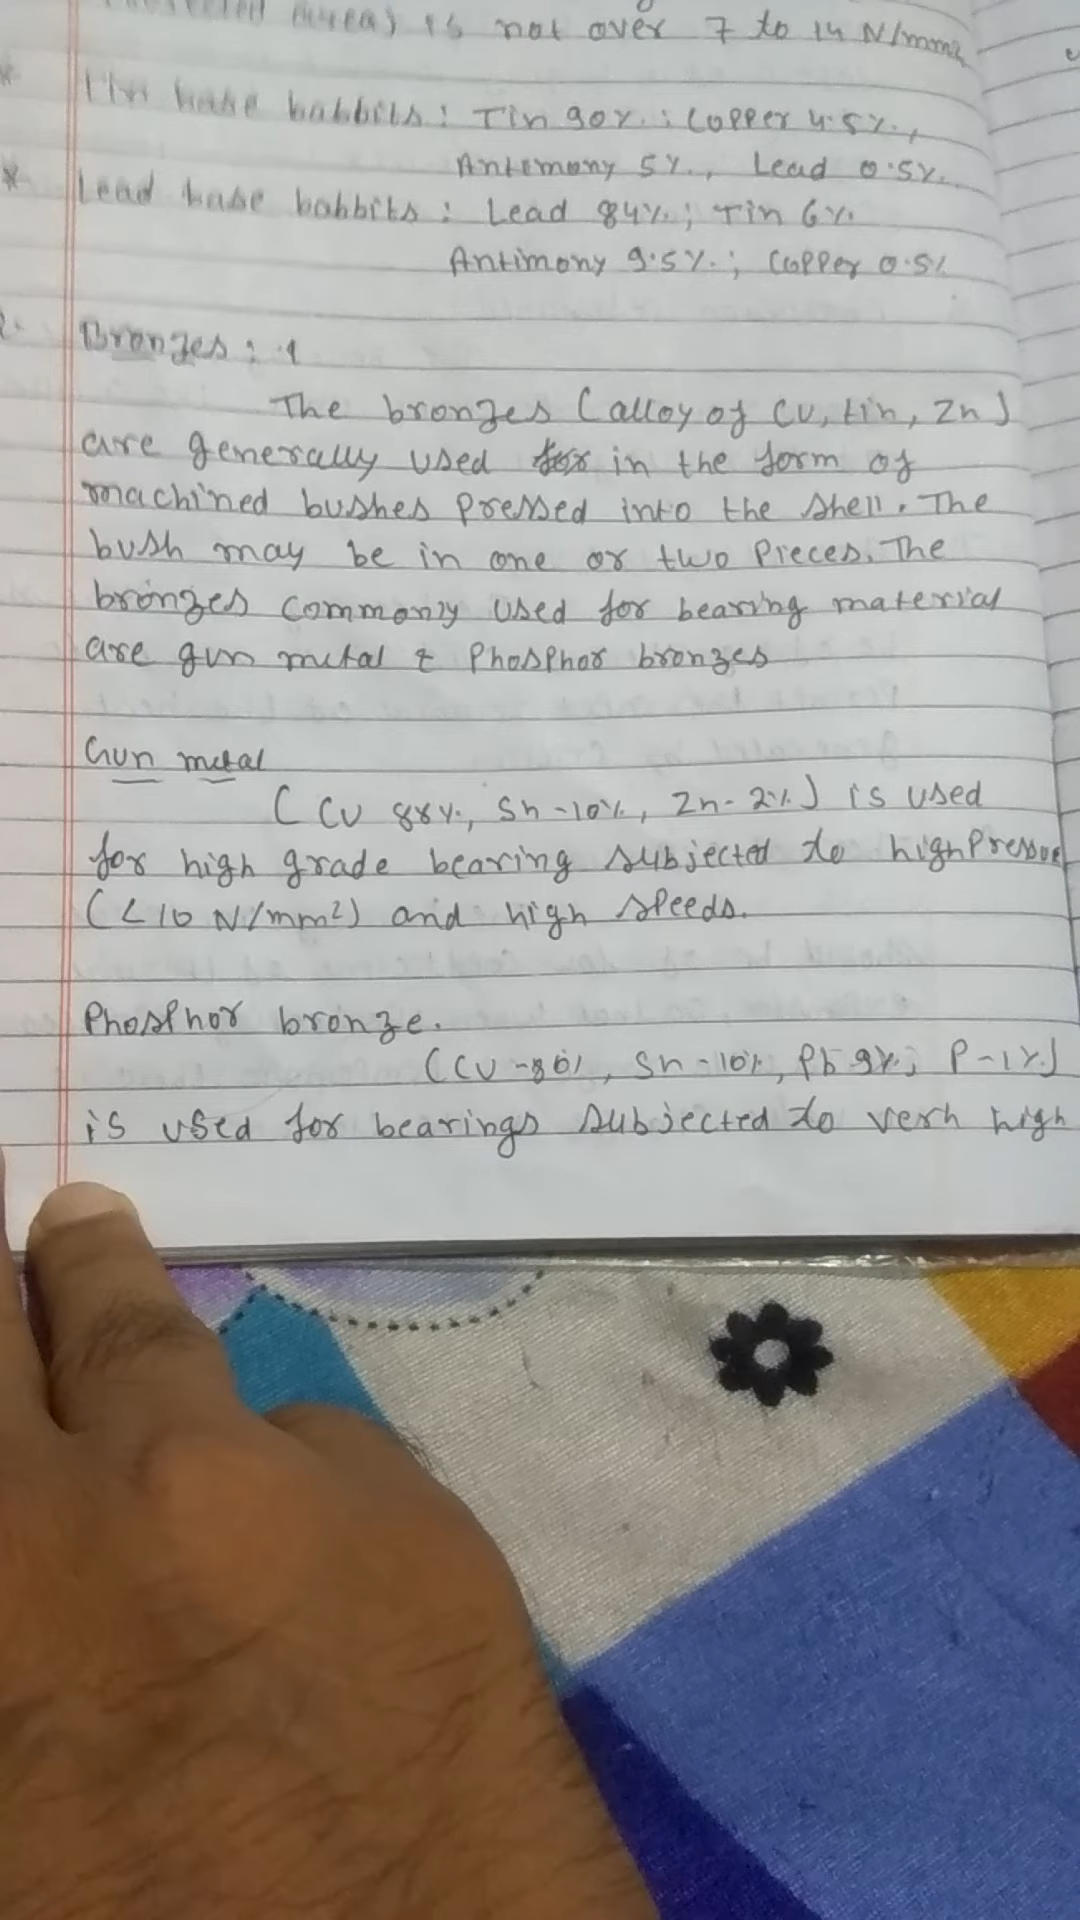 area) is not over 7 to 14 N/mm2
* Tin base babbits : Tin 90%. ; Copper 4.5%.,
Antemony 5%., Lead 0.5%.
* Lead base babbits : Lead 84%. ; Tin 6%.
Antimony 9.5%. ; Copper 0.5%
2. Bronzes : 1
The bronzes (alloy of Cu, tin, Zn)
are generally used for in the form of
machined bushes pressed into the shell. The
bush may be in one or two Pieces. The
bronzes commonly used for bearing material
are gun metal & Phosphor bronzes
Gun metal
(Cu 88%., Sn -10%, Zn- 2%.) is used
for high grade bearing subjected to high Pressure
(<10 N/mm2) and high speeds.
Phosphor bronze.
(Cu -80%, Sn -10%, Pb 9%. ; P-1%.)
is used for bearings subjected to verh high